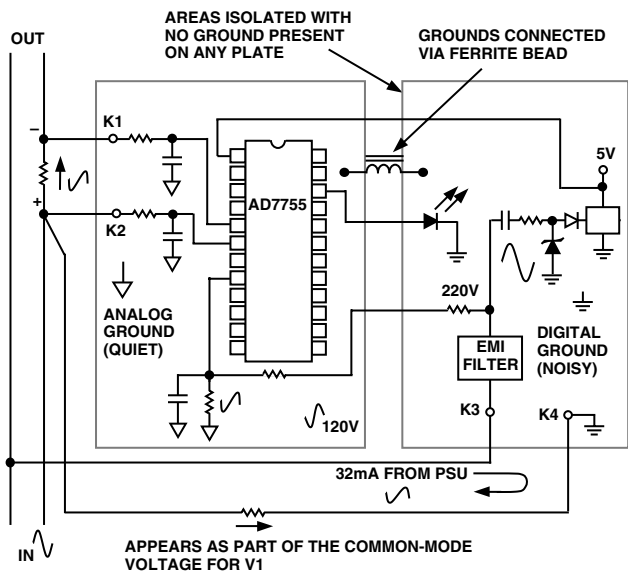 AREAS ISOLATED WITH
NO GROUND PRESENT
ON ANY PLATE
GROUNDS CONNECTED
VIA FERRITE BEAD
OUT
K1
–
+
K2
AD7755
5V
ANALOG
GROUND
(QUIET)
220V
EMI
FILTER
DIGITAL
GROUND
(NOISY)
120V
K3
K4
32mA FROM PSU
IN
APPEARS AS PART OF THE COMMON-MODE
VOLTAGE FOR V1